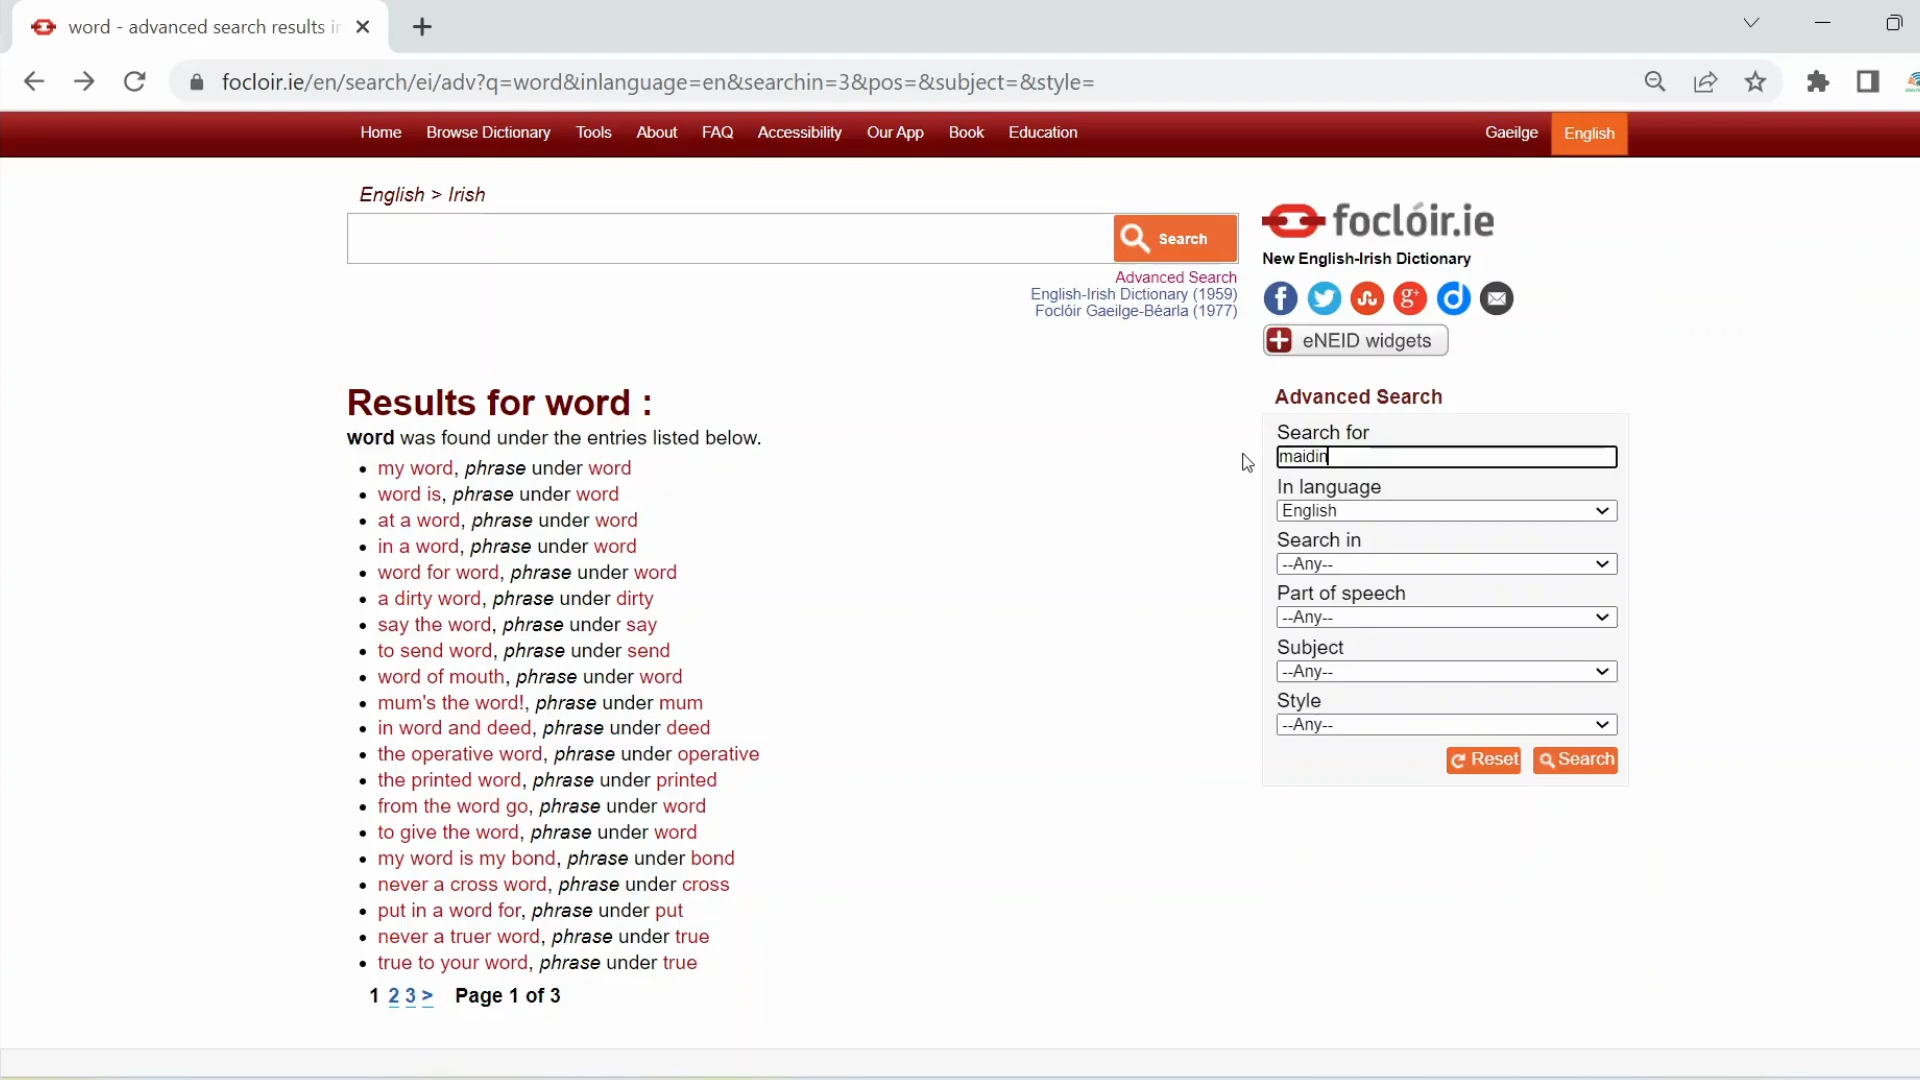 word - advanced search results in
focloir.ie/en/search/ei/adv?q=word&inlanguage=en&searchin=3&pos=&subject=&style=
Home Browse Dictionary Tools About FAQ Accessibility Our App Book Education Gaeilge English
English > Irish
Search
Advanced Search
English-Irish Dictionary (1959)
Foclóir Gaeilge-Béarla (1977)
foclóir.ie
New English-Irish Dictionary
eNEID widgets
Results for word :
word was found under the entries listed below.
my word, phrase under word
word is, phrase under word
at a word, phrase under word
in a word, phrase under word
word for word, phrase under word
a dirty word, phrase under dirty
say the word, phrase under say
to send word, phrase under send
word of mouth, phrase under word
mum's the word!, phrase under mum
in word and deed, phrase under deed
the operative word, phrase under operative
the printed word, phrase under printed
from the word go, phrase under word
to give the word, phrase under word
my word is my bond, phrase under bond
never a cross word, phrase under cross
put in a word for, phrase under put
never a truer word, phrase under true
true to your word, phrase under true
1 2 3 > Page 1 of 3
Advanced Search
Search for
maidin
In language
English
Search in
--Any--
Part of speech
--Any--
Subject
--Any--
Style
--Any--
Reset Search